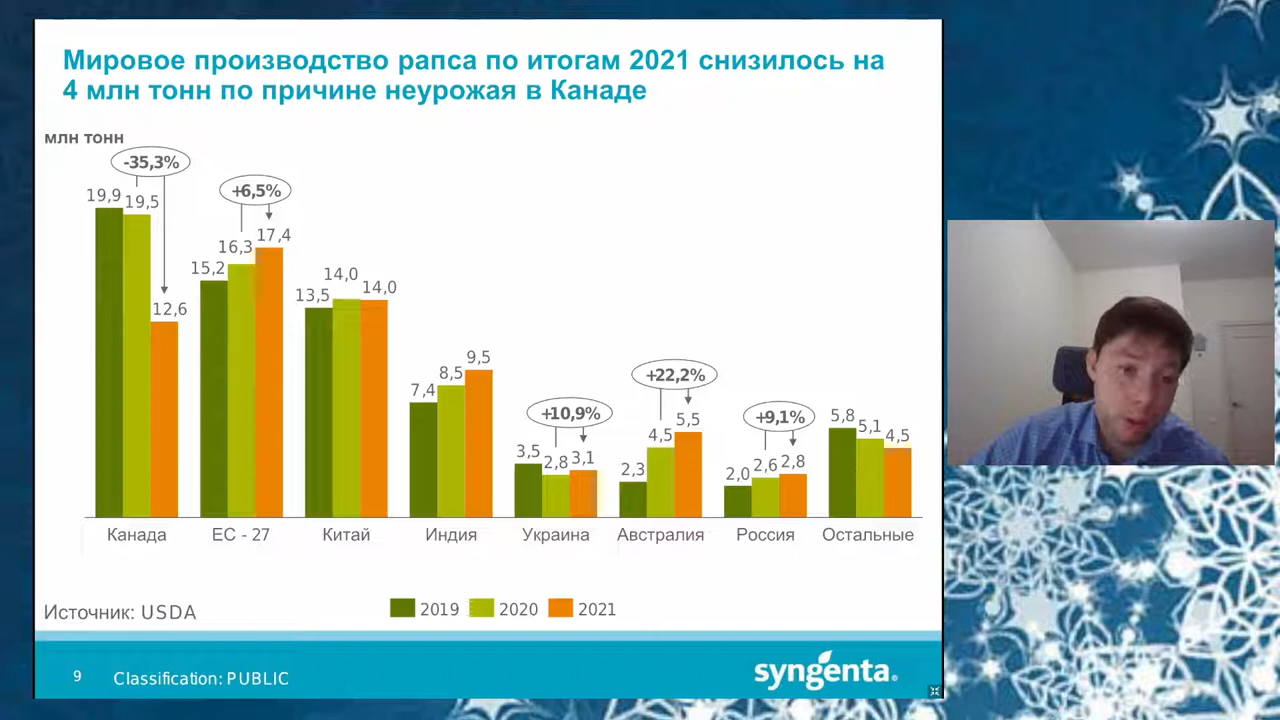 Мировое производство рапса по итогам 2021 снизилось на
4 млн тонн по причине неурожая в Канаде
млн тонн
-35,3%
+6,5%
+10,9%
+22,2%
+9,1%
19,9 19,5 12,6
15,2 16,3 17,4
13,5 14,0 14,0
7,4 8,5 9,5
3,5 2,8 3,1
2,3 4,5 5,5
2,0 2,6 2,8
5,8 5,1 4,5
Канада ЕС - 27 Китай Индия Украина Австралия Россия Остальные
Источник: USDA
2019 2020 2021
9 Classification: PUBLIC
syngenta®